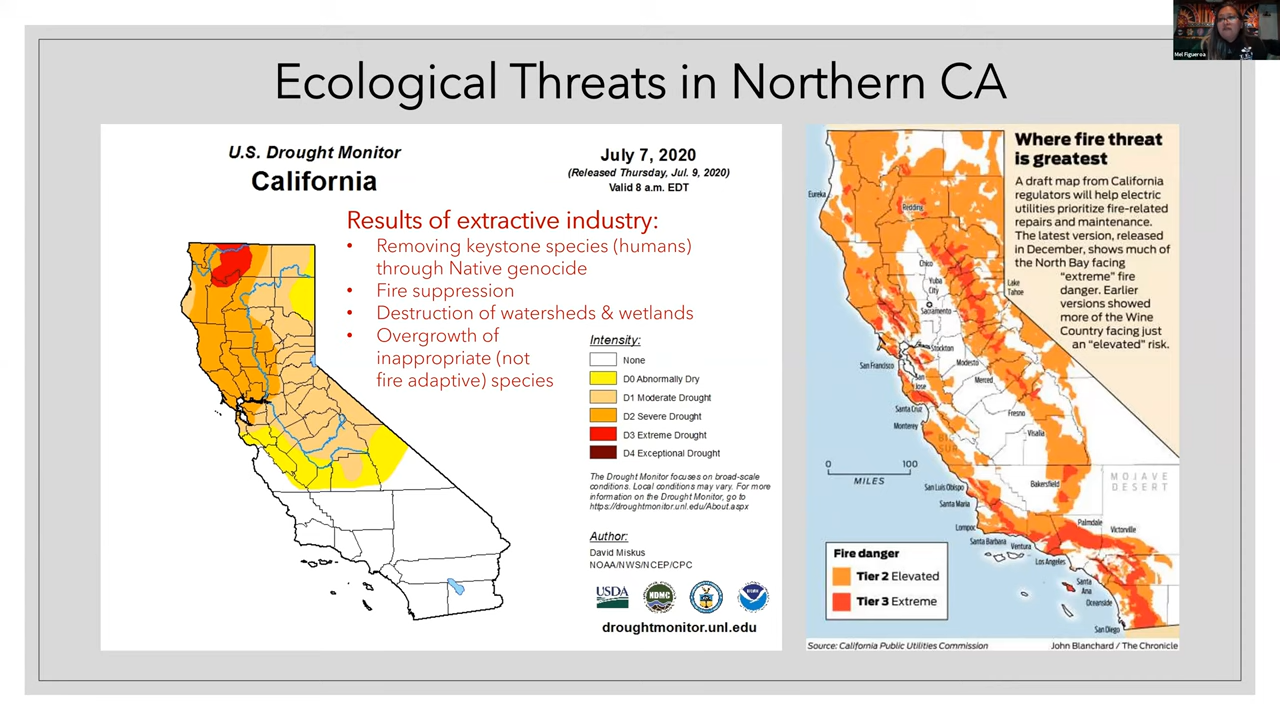 Mel Figueroa
Ecological Threats in Northern CA
U.S. Drought Monitor
California
July 7, 2020
(Released Thursday, Jul. 9, 2020)
Valid 8 a.m. EDT
Results of extractive industry:
• Removing keystone species (humans)
through Native genocide
• Fire suppression
• Destruction of watersheds & wetlands
• Overgrowth of
inappropriate (not
fire adaptive) species
Intensity:
None
D0 Abnormally Dry
D1 Moderate Drought
D2 Severe Drought
D3 Extreme Drought
D4 Exceptional Drought
The Drought Monitor focuses on broad-scale
conditions. Local conditions may vary. For more
information on the Drought Monitor, go to
https://droughtmonitor.unl.edu/About.aspx
Author:
David Miskus
NOAA/NWS/NCEP/CPC
USDA
NDMC
droughtmonitor.unl.edu
Where fire threat
is greatest
A draft map from California
regulators will help electric
utilities prioritize fire-related
repairs and maintenance.
The latest version, released
in December, shows much of
the North Bay facing
"extreme" fire
danger. Earlier
versions showed
more of the Wine
Country facing just
an "elevated" risk.
Eureka
Redding
Chico
Yuba
City
Lake
Tahoe
Sacramento
Stockton
San Francisco
Modesto
San
Jose
Merced
Santa Cruz
Fresno
Monterey
BIG
SUR
Visalia
0 100
MILES
San Luis Obispo
Bakersfield
MOJAVE
DESERT
Santa Maria
Lompoc
Palmdale
Victorville
Santa Barbara
Ventura
Los Angeles
Santa
Ana
Oceanside
San Diego
Fire danger
Tier 2 Elevated
Tier 3 Extreme
Source: California Public Utilities Commission
John Blanchard / The Chronicle